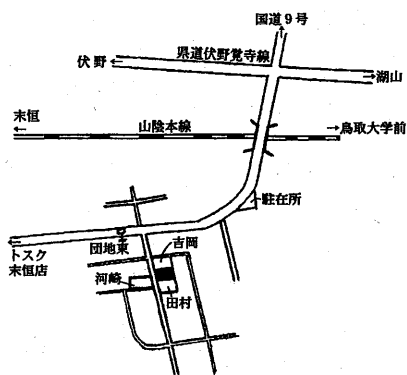 国道9号
県道伏野覚寺線
伏野
湖山
末恒
山陰本線
鳥取大学前
駐在所
団地東
吉岡
トスク
末恒店
河崎
田村